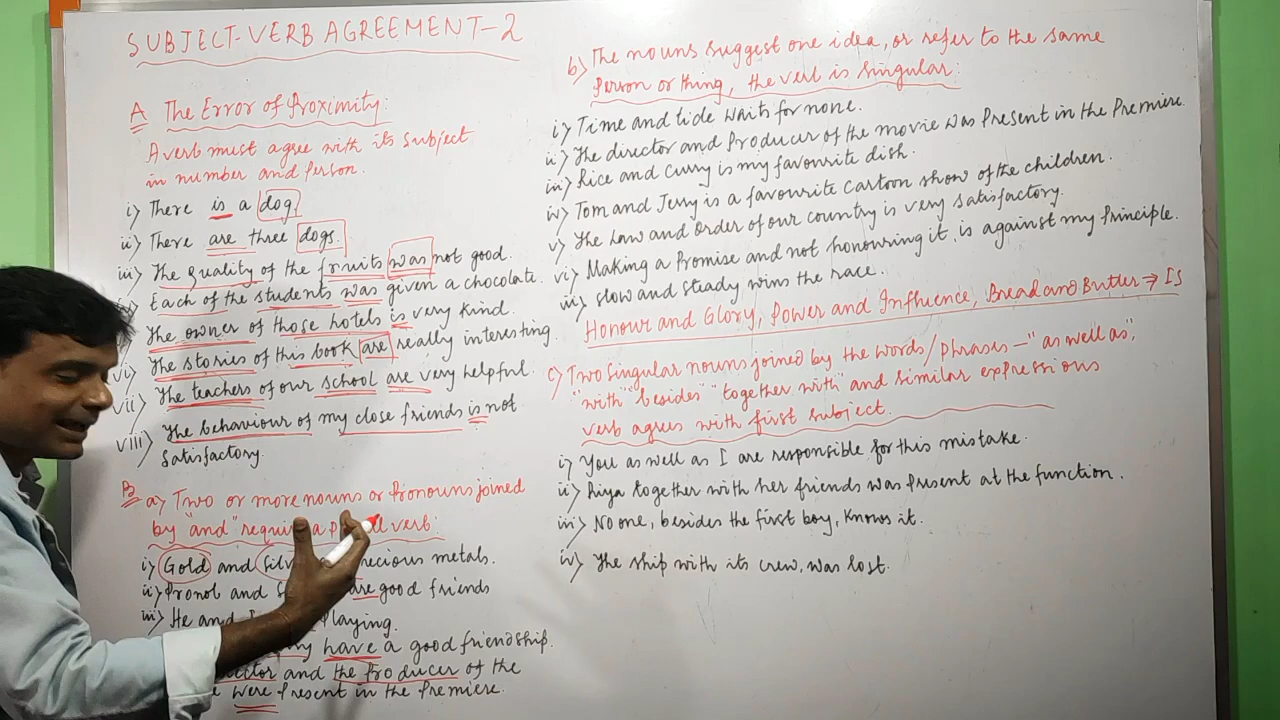 SUBJECT-VERB AGREEMENT-2
A The Error of Proximity:
A verb must agree with its subject
in number and Person.
i) There is a dog.
ii) There are three dogs.
iii) The quality of the fruits was not good.
Each of the students was given a chocolate.
The owner of those hotels is very kind.
vi) The stories of this book are really interesting.
vii) The teachers of our school are very helpful.
viii) The behaviour of my close friends is not
satisfactory.
B a) Two or more nouns or Pronouns joined
by "and" require a verb.
i) Gold and precious metals.
ii) Pronob and are good friends
iii) He and Playing.
have a good friendship.
and the Producer of the
were Present in the Premiere.
b) The nouns suggest one idea, or refer to the same
Person or thing, the verb is singular.
i) Time and tide waits for none.
ii) The director and Producer of the movie was Present in the Premiere.
iii) Rice and Curry is my favourite dish.
iv) Tom and Jerry is a favourite Cartoon show of the children.
v) The Law and Order of our country is very satisfactory.
vi) Making a Promise and not honouring it, is against my Principle.
iii) Slow and steady wins the race.
Honour and Glory, Power and Influence, Bread and Butter → Is
c) Two Singular nouns joined by the words/Phrases - "as well as",
"with" "besides" "together with" and similar expressions
verb agrees with first subject.
i) You as well as I are responsible for this mistake.
ii) Riya together with her friends was Present at the function.
iii) No one, besides the first boy, knows it.
iv) The ship with its crew, was lost.